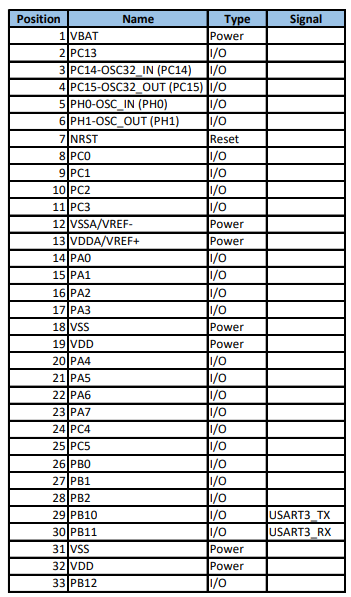 Position Name Type Signal
1 VBAT Power
2 PC13 I/O
3 PC14-OSC32_IN (PC14) I/O
4 PC15-OSC32_OUT (PC15) I/O
5 PH0-OSC_IN (PH0) I/O
6 PH1-OSC_OUT (PH1) I/O
7 NRST Reset
8 PC0 I/O
9 PC1 I/O
10 PC2 I/O
11 PC3 I/O
12 VSSA/VREF- Power
13 VDDA/VREF+ Power
14 PA0 I/O
15 PA1 I/O
16 PA2 I/O
17 PA3 I/O
18 VSS Power
19 VDD Power
20 PA4 I/O
21 PA5 I/O
22 PA6 I/O
23 PA7 I/O
24 PC4 I/O
25 PC5 I/O
26 PB0 I/O
27 PB1 I/O
28 PB2 I/O
29 PB10 I/O USART3_TX
30 PB11 I/O USART3_RX
31 VSS Power
32 VDD Power
33 PB12 I/O